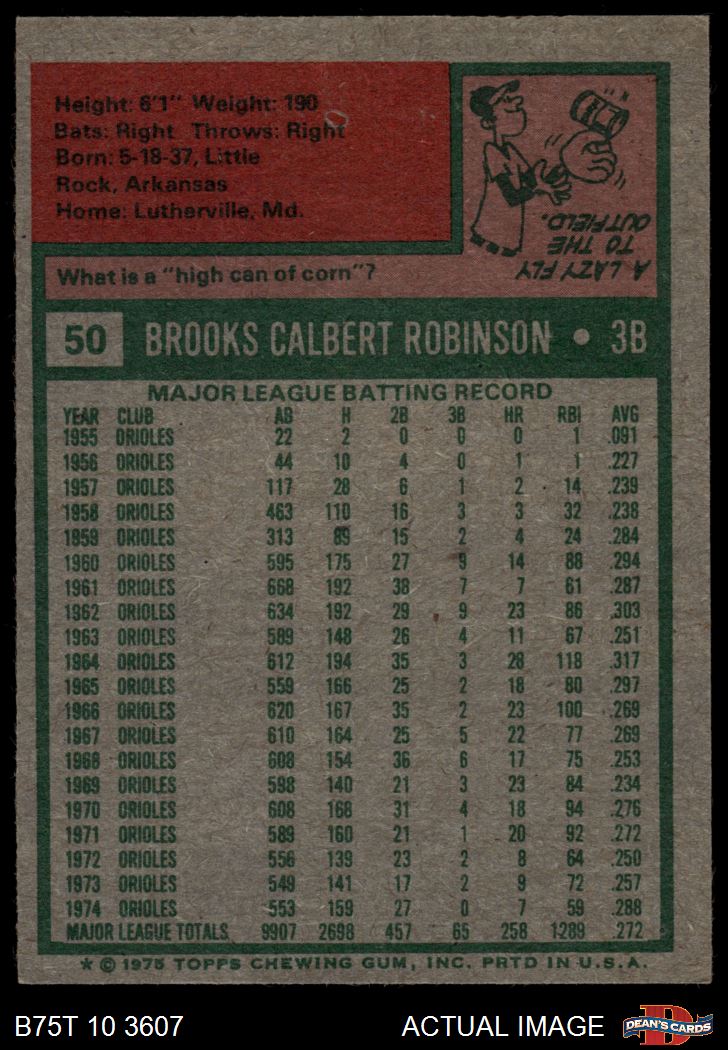 Height: 6'1" Weight: 190
Bats: Right Throws: Right
Born: 5-18-37, Little
Rock, Arkansas
Home: Lutherville, Md.
What is a "high can of corn"?
A LAZY FLY
TO THE
OUTFIELD.
50 BROOKS CALBERT ROBINSON • 3B
MAJOR LEAGUE BATTING RECORD
YEAR CLUB AB H 2B 3B HR RBI AVG
1955 ORIOLES 22 2 0 0 0 1 .091
1956 ORIOLES 44 10 4 0 1 1 .227
1957 ORIOLES 117 28 6 1 2 14 .239
1958 ORIOLES 463 110 16 3 3 32 .238
1959 ORIOLES 313 89 15 2 4 24 .284
1960 ORIOLES 595 175 27 9 14 88 .294
1961 ORIOLES 668 192 38 7 7 61 .287
1962 ORIOLES 634 192 29 9 23 86 .303
1963 ORIOLES 589 148 26 4 11 67 .251
1964 ORIOLES 612 194 35 3 28 118 .317
1965 ORIOLES 559 166 25 2 18 80 .297
1966 ORIOLES 620 167 35 2 23 100 .269
1967 ORIOLES 610 164 25 5 22 77 .269
1968 ORIOLES 608 154 36 6 17 75 .253
1969 ORIOLES 598 140 21 3 23 84 .234
1970 ORIOLES 608 168 31 4 18 94 .276
1971 ORIOLES 589 160 21 1 20 92 .272
1972 ORIOLES 556 139 23 2 8 64 .250
1973 ORIOLES 549 141 17 2 9 72 .257
1974 ORIOLES 553 159 27 0 7 59 .288
MAJOR LEAGUE TOTALS 9907 2698 457 65 258 1289 .272
* © 1975 TOPPS CHEWING GUM, INC. PRTD IN U.S.A.
B75T 10 3607 ACTUAL IMAGE
DEAN'S CARDS